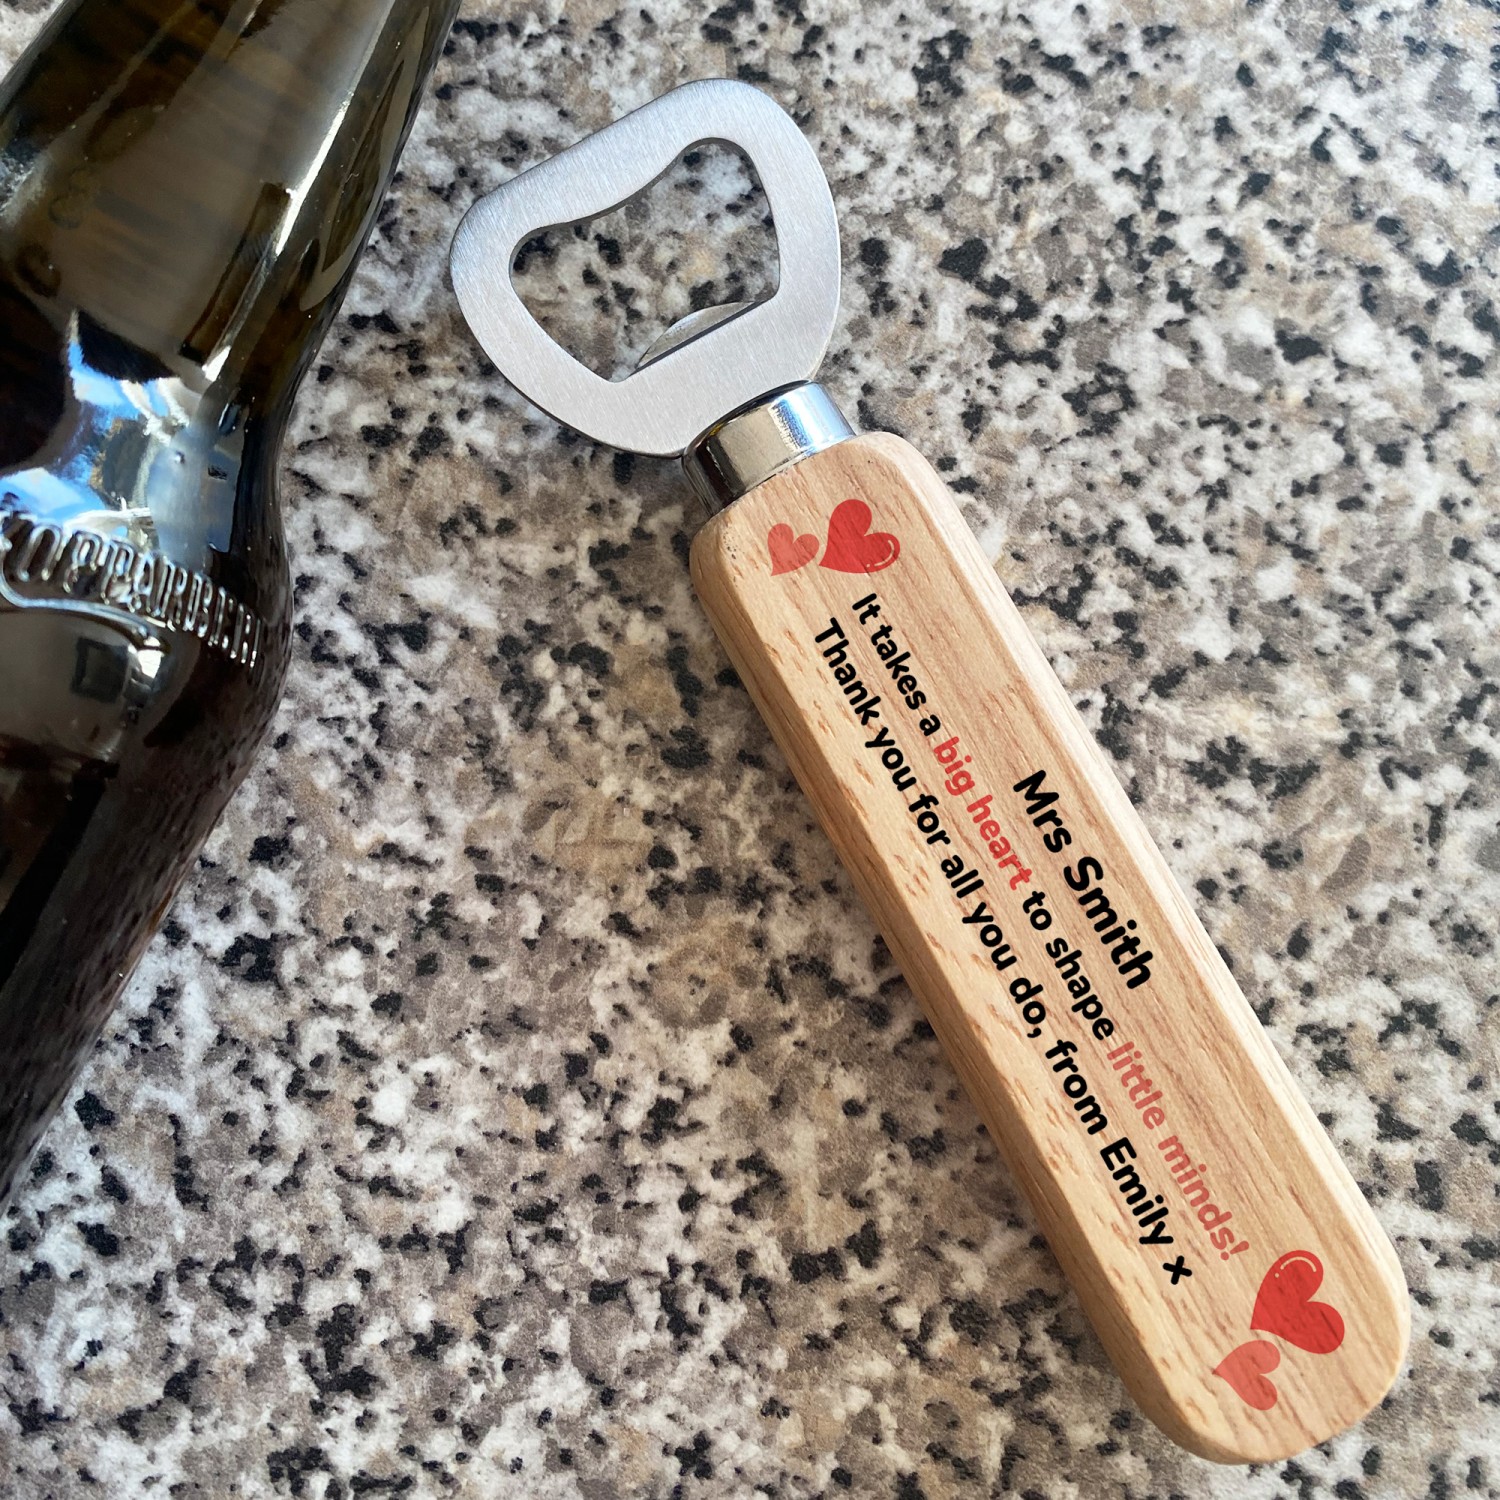 Mrs Smith
It takes a big heart to shape little minds!
Thank you for all you do, from Emily x